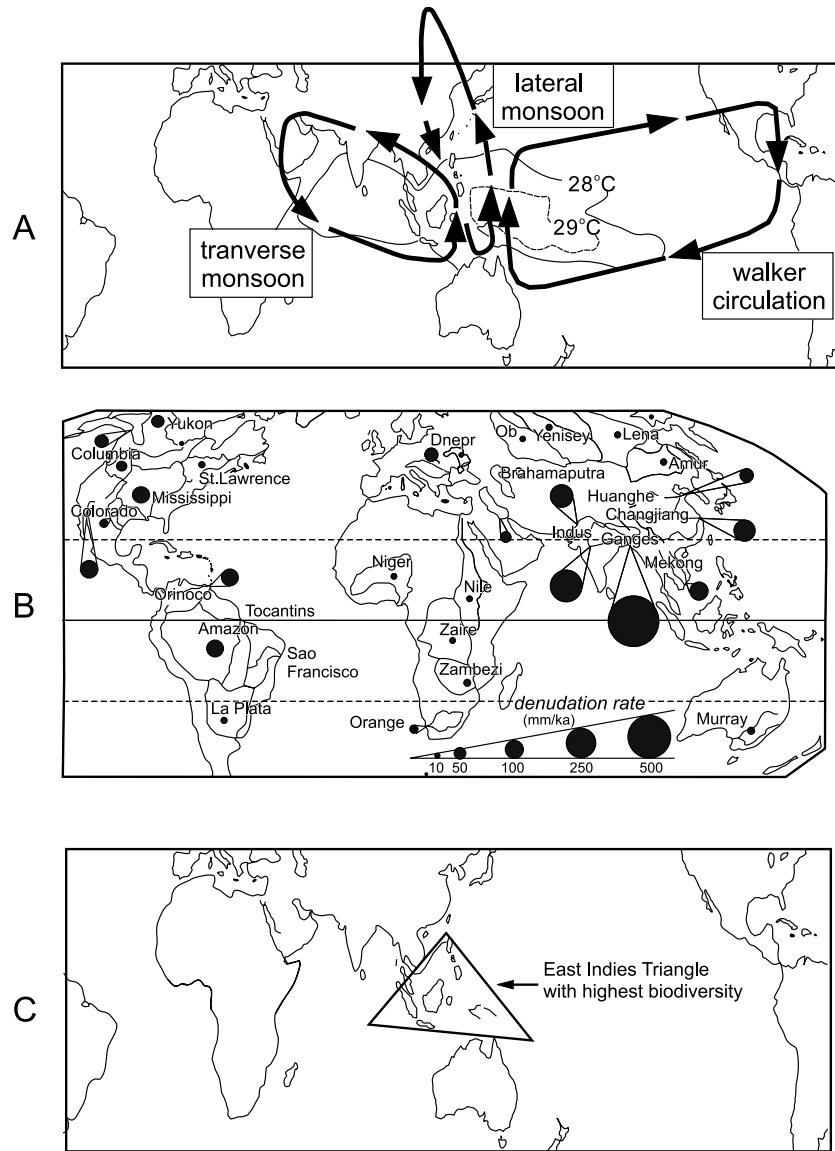 A
lateral
monsoon
28°C
29°C
tranverse
monsoon
walker
circulation
B
Yukon
Columbia
St.Lawrence
Mississippi
Colorado
Orinoco
Tocantins
Amazon
Sao
Francisco
La Plata
Dnepr
Ob
Yenisey
Lena
Amur
Brahamaputra
Huanghe
Changjiang
Indus
Ganges
Mekong
Niger
Nile
Zaire
Zambezi
Orange
Murray
denudation rate
(mm/ka)
10 50 100 250 500
C
East Indies Triangle
with highest biodiversity